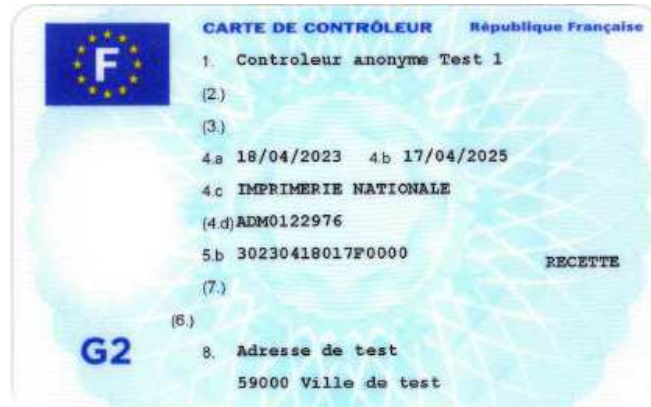 CARTE DE CONTRÔLEUR République Française
F
1. Controleur anonyme Test 1
(2.)
(3.)
4.a 18/04/2023 4.b 17/04/2025
4.c IMPRIMERIE NATIONALE
(4.d) ADM0122976
5.b 30230418017F0000
RECETTE
(7.)
(6.)
G2
8. Adresse de test
59000 Ville de test